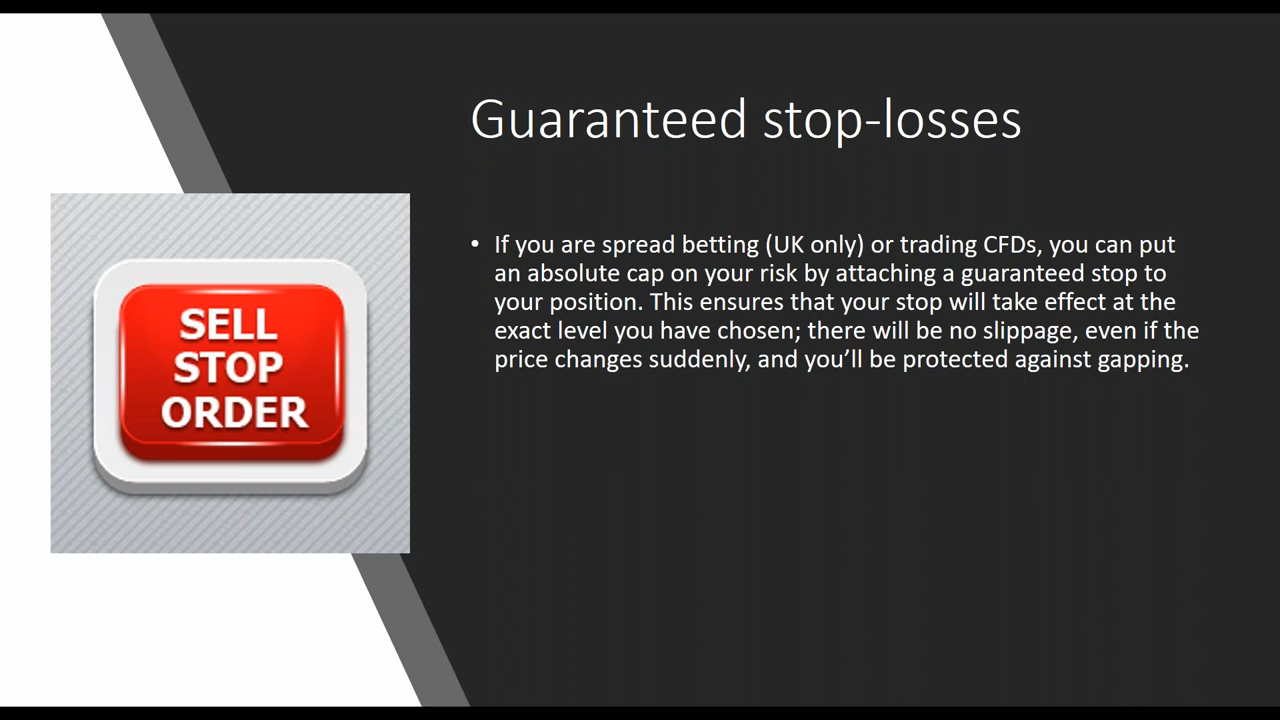 Guaranteed stop-losses
SELL
STOP
ORDER
• If you are spread betting (UK only) or trading CFDs, you can put
an absolute cap on your risk by attaching a guaranteed stop to
your position. This ensures that your stop will take effect at the
exact level you have chosen; there will be no slippage, even if the
price changes suddenly, and you’ll be protected against gapping.